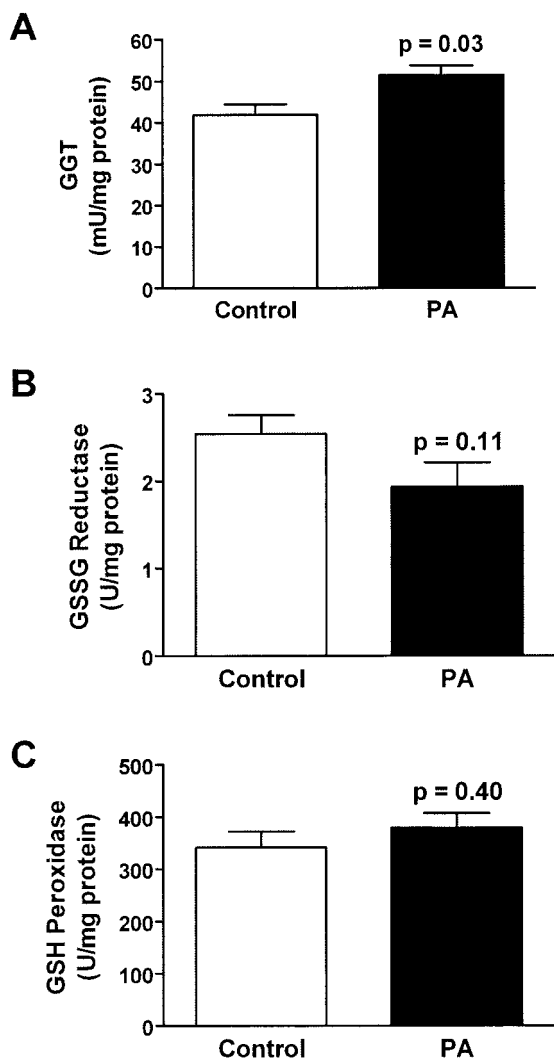 A
p = 0.03
GGT
(mU/mg protein)
60
50
40
30
20
10
0
Control PA
B
p = 0.11
GSSG Reductase
(U/mg protein)
3
2
1
0
Control PA
C
p = 0.40
GSH Peroxidase
(U/mg protein)
500
400
300
200
100
0
Control PA